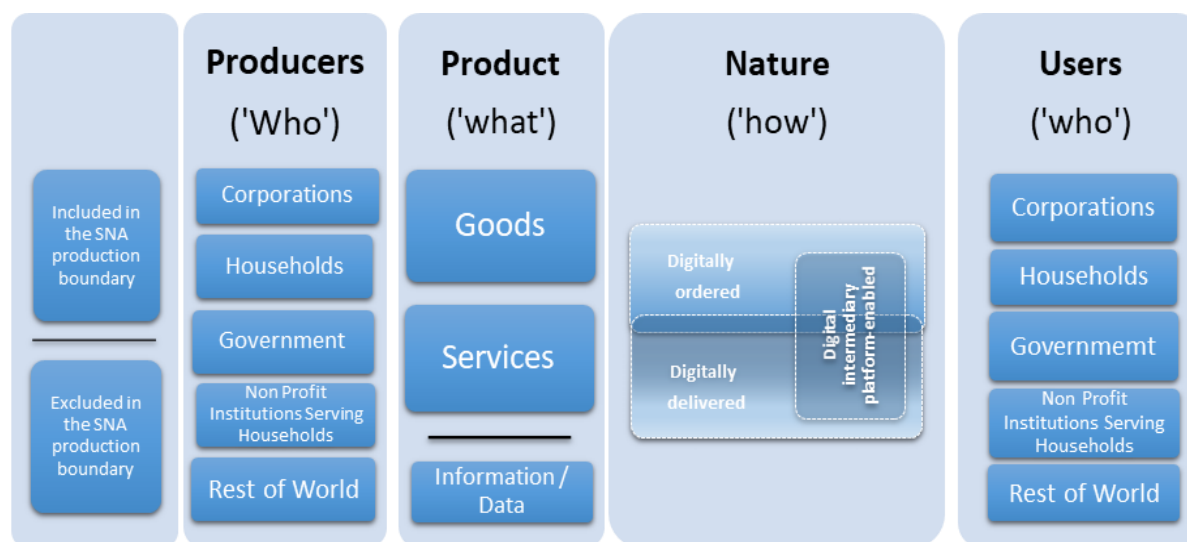 Included in
the SNA
production
boundary
Excluded in
the SNA
production
boundary
Producers
('Who')
Corporations
Households
Government
Non Profit
Institutions Serving
Households
Rest of World
Product
('what')
Goods
Services
Information /
Data
Nature
('how')
Digitally
ordered
Digitally
delivered
Digital
intermediary
platform-enabled
Users
('who')
Corporations
Households
Governmemt
Non Profit
Institutions Serving
Households
Rest of World